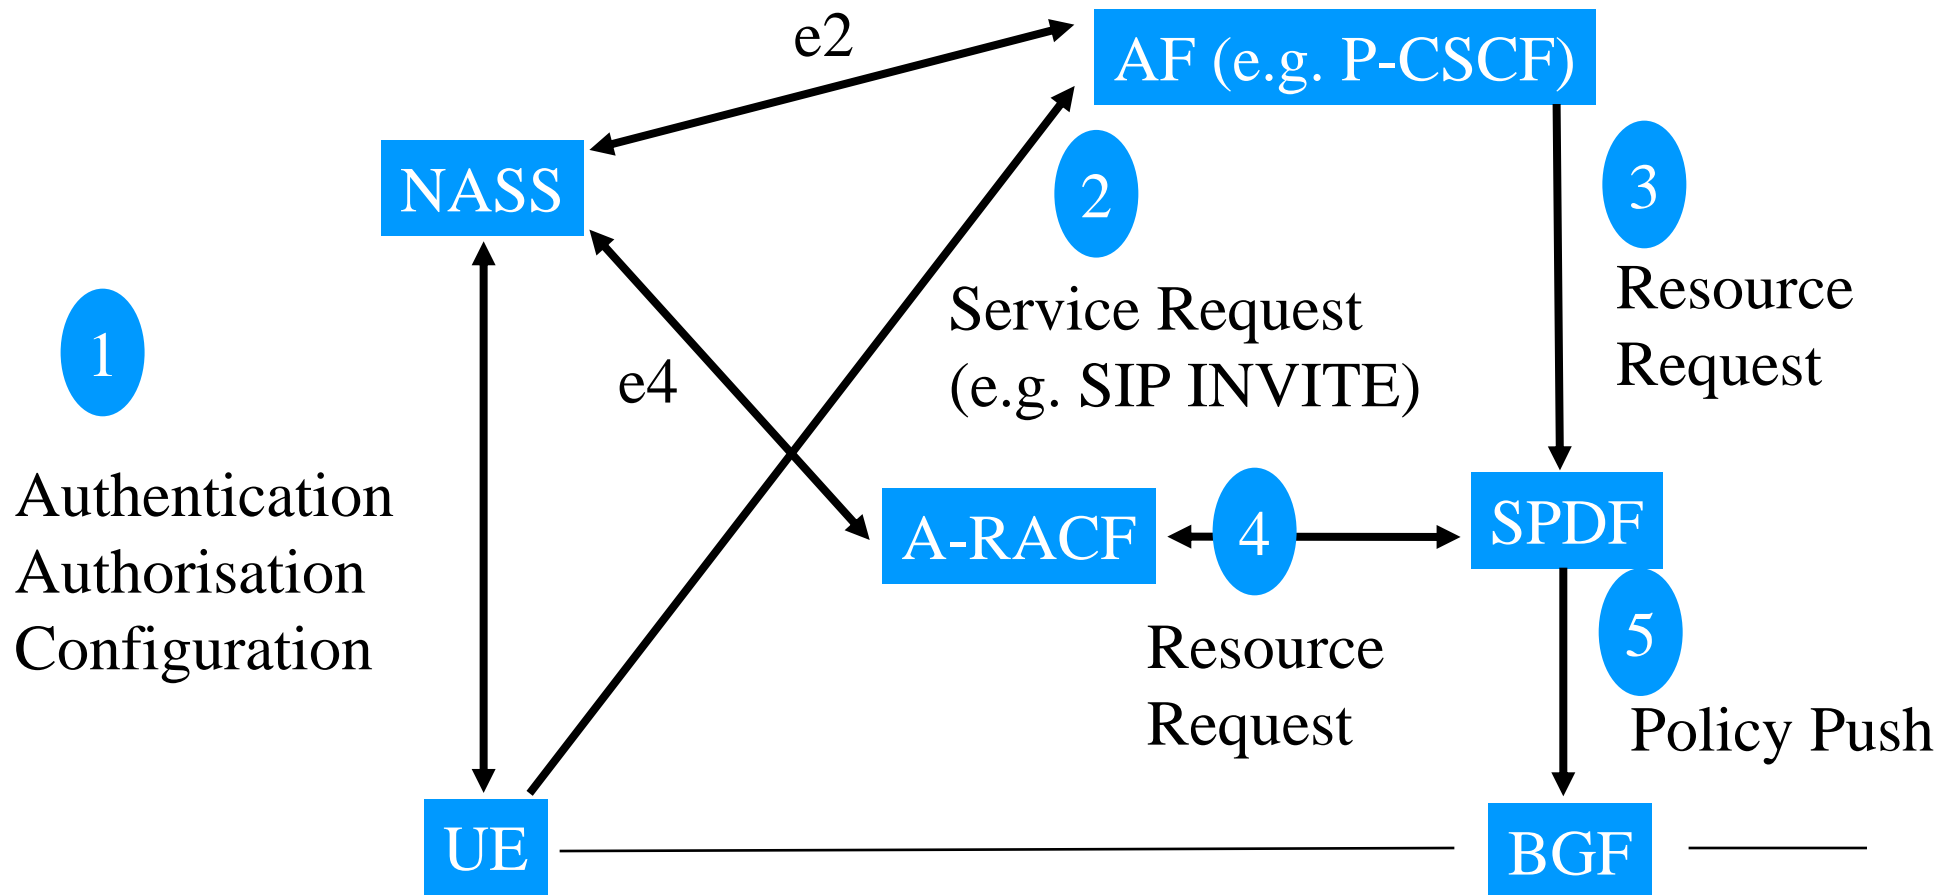 e2
AF (e.g. P-CSCF)
NASS
2
3
Service Request
(e.g. SIP INVITE)
Resource
Request
1
e4
Authentication
Authorisation
Configuration
A-RACF
4
SPDF
Resource
Request
5
Policy Push
UE
BGF